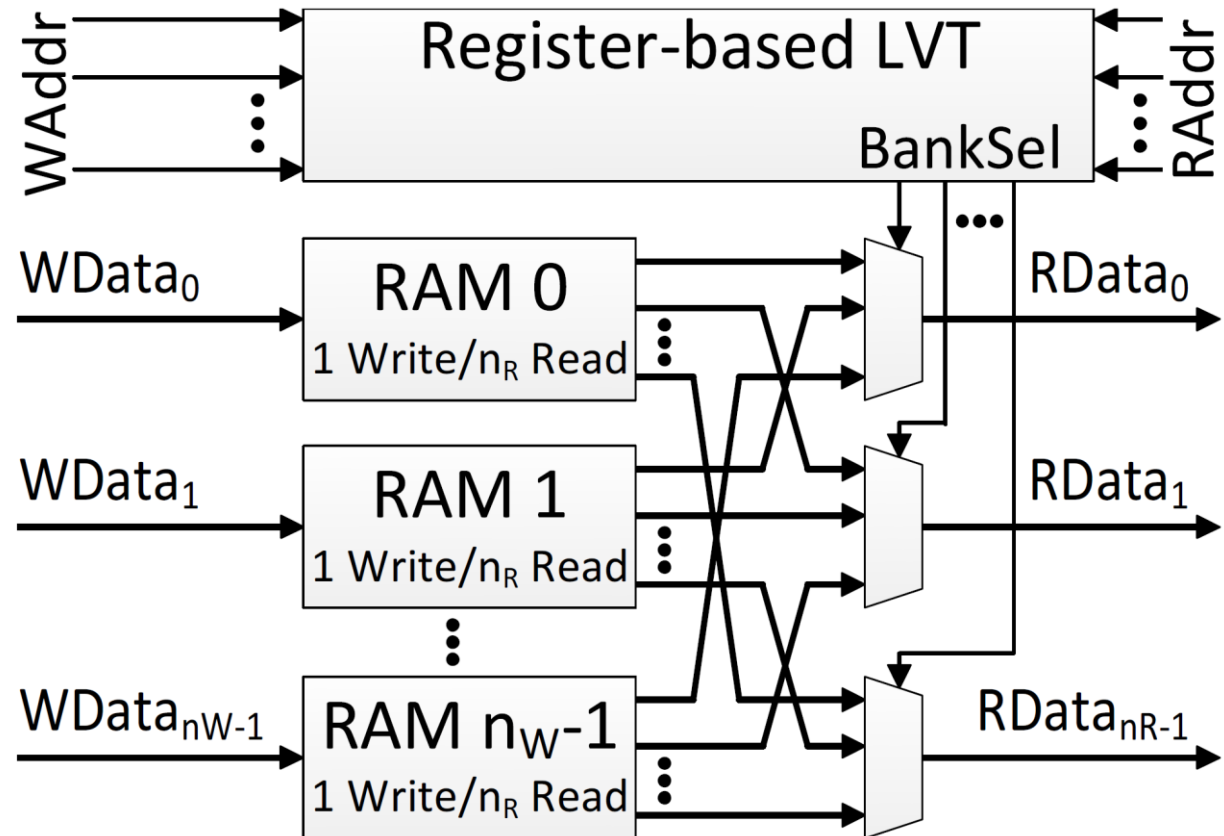 WAddr
Register-based LVT
BankSel
RAddr
WData₀
RAM 0
1 Write/nR Read
RData₀
WData₁
RAM 1
1 Write/nR Read
RData₁
WDatanW-1
RAM nW-1
1 Write/nR Read
RDatanR-1